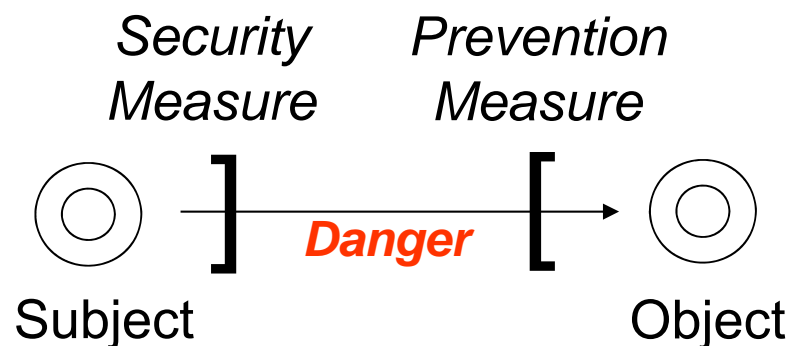 Security
Measure
Prevention
Measure
Danger
Subject
Object